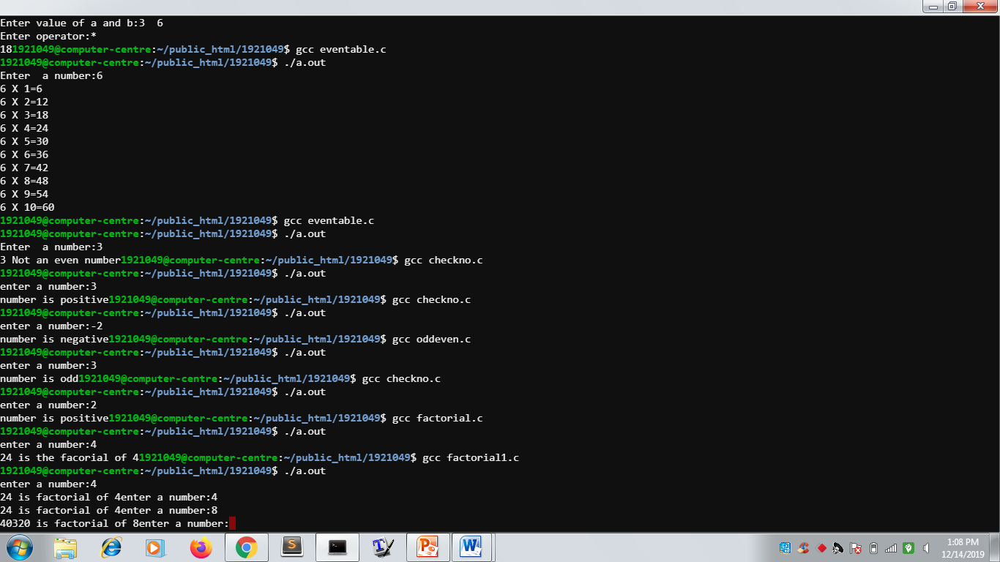 Enter value of a and b:3  6
Enter operator:*
181921049@computer-centre:~/public_html/1921049$ gcc eventable.c
1921049@computer-centre:~/public_html/1921049$ ./a.out
Enter  a number:6
6 X 1=6
6 X 2=12
6 X 3=18
6 X 4=24
6 X 5=30
6 X 6=36
6 X 7=42
6 X 8=48
6 X 9=54
6 X 10=60
1921049@computer-centre:~/public_html/1921049$ gcc eventable.c
1921049@computer-centre:~/public_html/1921049$ ./a.out
Enter  a number:3
3 Not an even number1921049@computer-centre:~/public_html/1921049$ gcc checkno.c
1921049@computer-centre:~/public_html/1921049$ ./a.out
enter a number:3
number is positive1921049@computer-centre:~/public_html/1921049$ gcc checkno.c
1921049@computer-centre:~/public_html/1921049$ ./a.out
enter a number:-2
number is negative1921049@computer-centre:~/public_html/1921049$ gcc oddeven.c
1921049@computer-centre:~/public_html/1921049$ ./a.out
enter a number:3
number is odd1921049@computer-centre:~/public_html/1921049$ gcc checkno.c
1921049@computer-centre:~/public_html/1921049$ ./a.out
enter a number:2
number is positive1921049@computer-centre:~/public_html/1921049$ gcc factorial.c
1921049@computer-centre:~/public_html/1921049$ ./a.out
enter a number:4
24 is the facorial of 41921049@computer-centre:~/public_html/1921049$ gcc factorial1.c
1921049@computer-centre:~/public_html/1921049$ ./a.out
enter a number:4
24 is factorial of 4enter a number:4
24 is factorial of 4enter a number:8
40320 is factorial of 8enter a number:
1:08 PM
12/14/2019